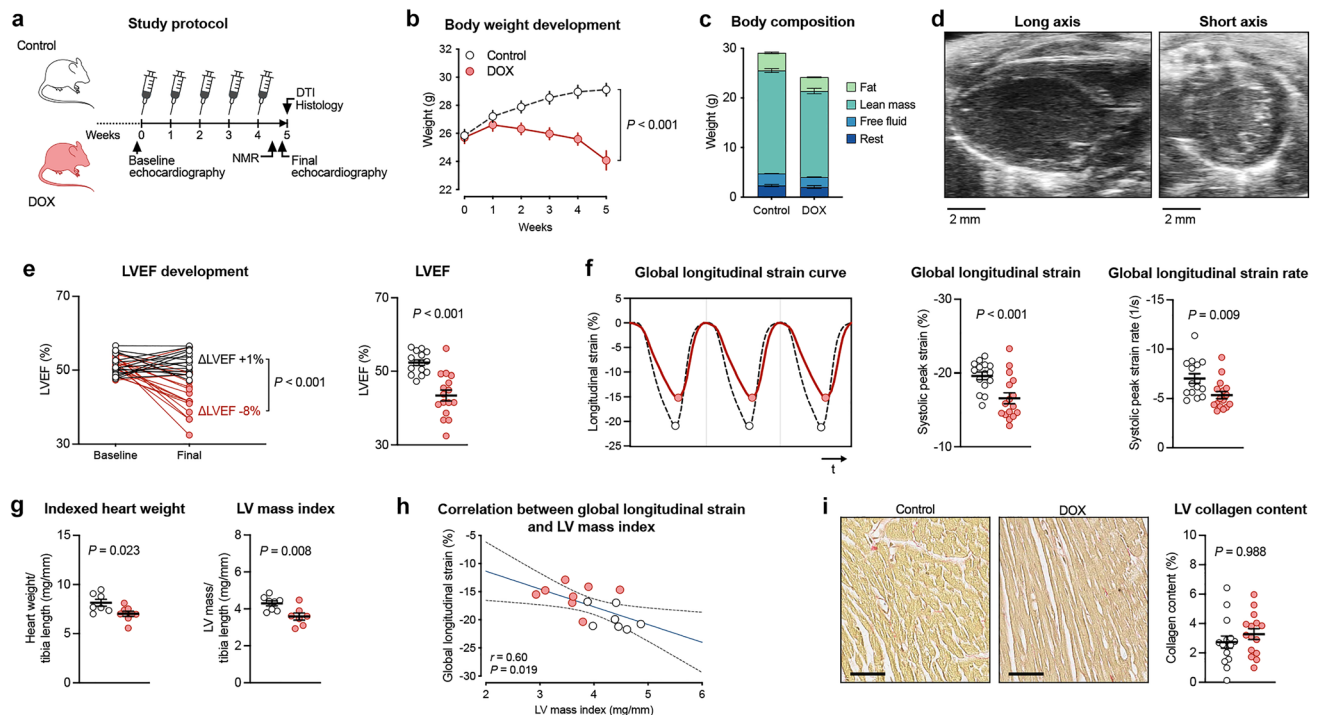 a
Study protocol
Control
Weeks
0
1
2
3
4
5
DTI
Histology
Baseline
echocardiography
NMR
Final
echocardiography
DOX
b
Body weight development
Control
DOX
Weight (g)
32
30
28
26
24
22
0
1
2
3
4
5
Weeks
P < 0.001
c
Body composition
Weight (g)
30
20
10
0
Control
DOX
Fat
Lean mass
Free fluid
Rest
d
Long axis
Short axis
2 mm
2 mm
e
LVEF development
LVEF (%)
70
50
30
Baseline
Final
ΔLVEF +1%
ΔLVEF -8%
P < 0.001
LVEF
LVEF (%)
70
50
30
P < 0.001
f
Global longitudinal strain curve
Longitudinal strain (%)
5
0
-5
-10
-15
-20
-25
t
Global longitudinal strain
Systolic peak strain (%)
-30
-20
-10
P < 0.001
Global longitudinal strain rate
Systolic peak strain rate (1/s)
-15
-10
-5
0
P = 0.009
g
Indexed heart weight
Heart weight/
tibia length (mg/mm)
15
10
5
0
P = 0.023
LV mass index
LV mass/
tibia length (mg/mm)
8
6
4
2
0
P = 0.008
h
Correlation between global longitudinal strain
and LV mass index
Global longitudinal strain (%)
-5
-10
-15
-20
-25
-30
r = 0.60
P = 0.019
2
3
4
5
6
LV mass index (mg/mm)
i
Control
DOX
LV collagen content
Collagen content (%)
10
8
6
4
2
0
P = 0.988